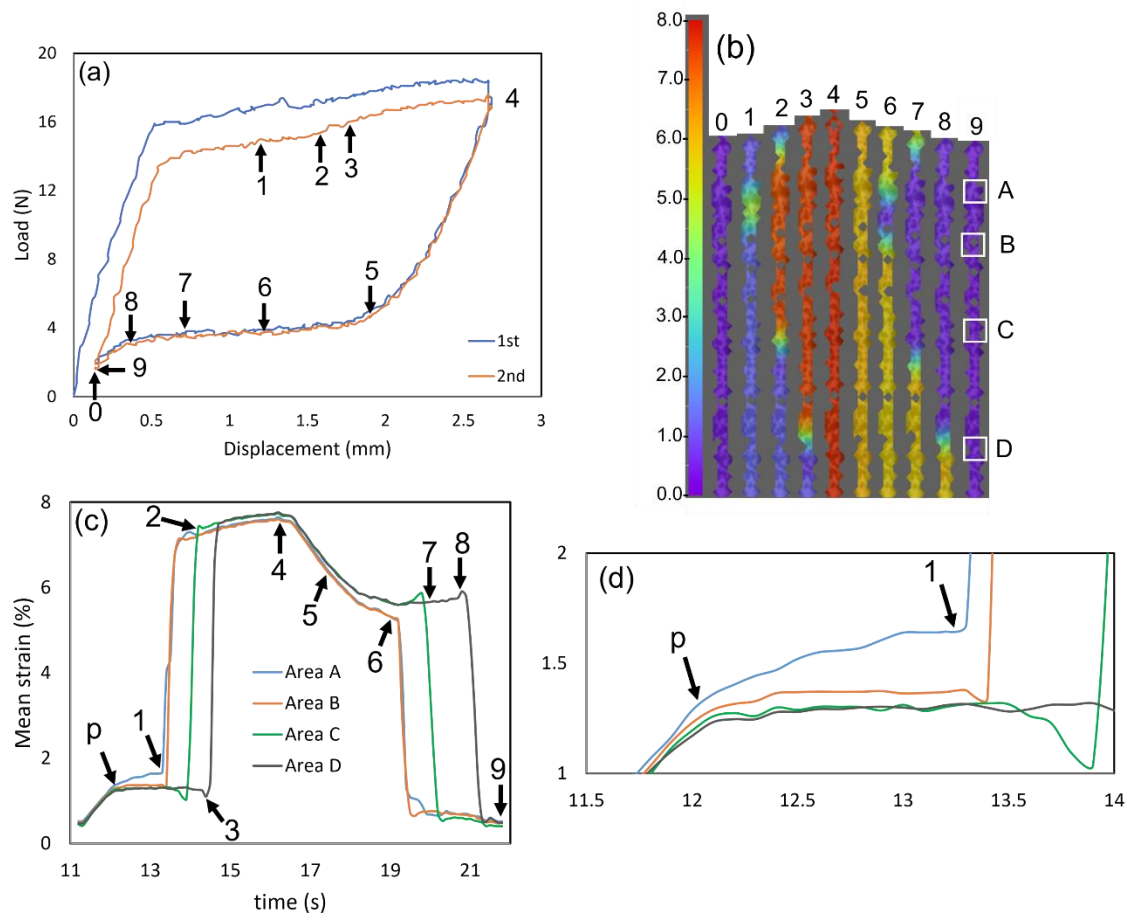 (a)
Load (N)
20
16
12
8
4
0
0
0.5
1
1.5
2
2.5
3
Displacement (mm)
4
1
2
3
5
6
7
8
9
0
1st
2nd
(b)
8.0
7.0
6.0
5.0
4.0
3.0
2.0
1.0
0.0
0 1 2 3 4 5 6 7 8 9
A
B
C
D
(c)
Mean strain (%)
8
6
4
2
0
11 13 15 17 19 21
time (s)
p
1
2
3
4
5
6
7
8
9
Area A
Area B
Area C
Area D
(d)
2
1.5
1
11.5 12 12.5 13 13.5 14
p
1